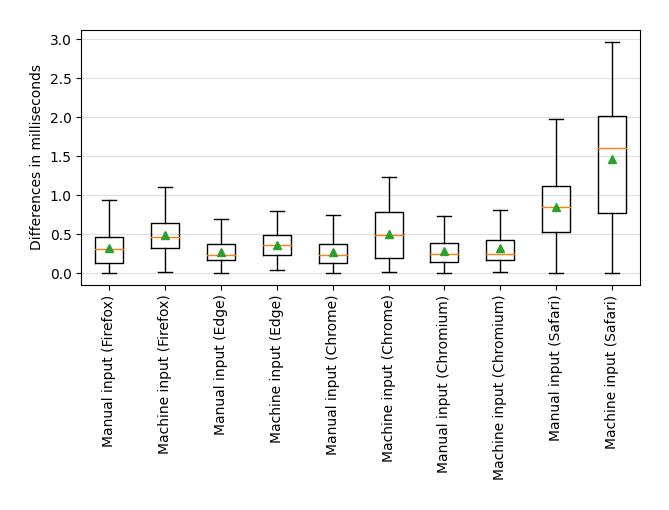 Differences in milliseconds
3.0
2.5
2.0
1.5
1.0
0.5
0.0
Manual input (Firefox)
Machine input (Firefox)
Manual input (Edge)
Machine input (Edge)
Manual input (Chrome)
Machine input (Chrome)
Manual input (Chromium)
Machine input (Chromium)
Manual input (Safari)
Machine input (Safari)